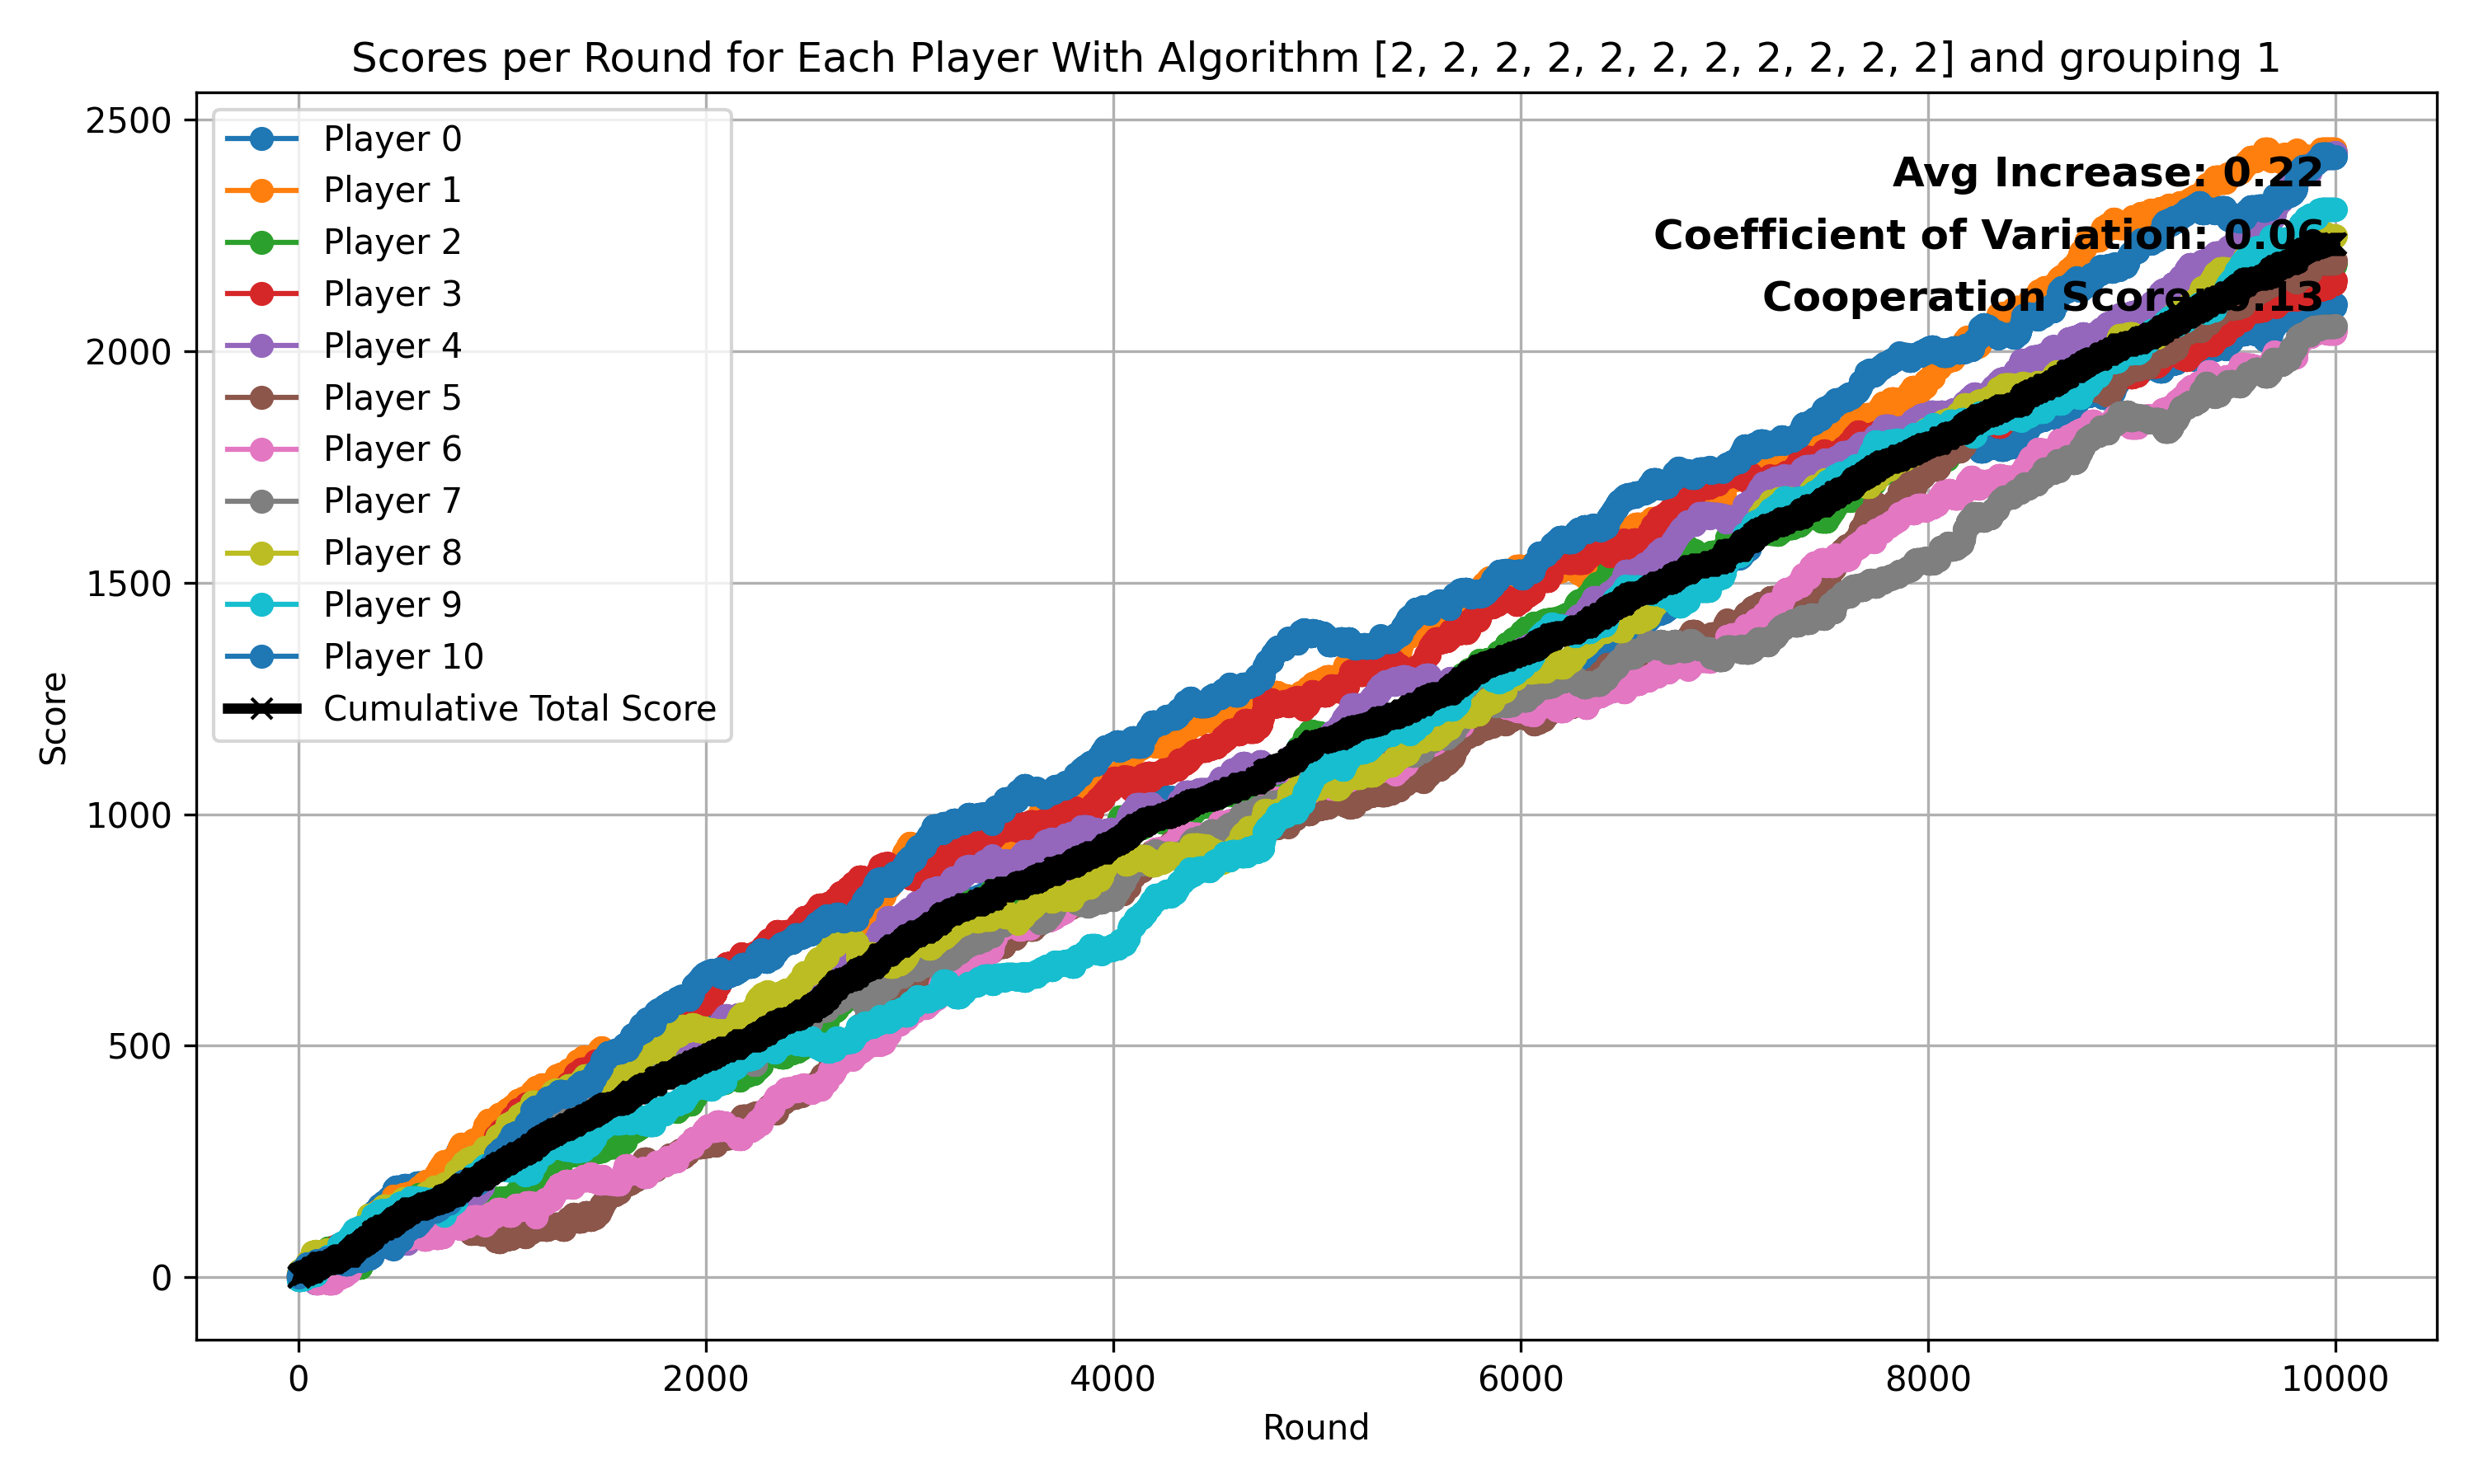 Scores per Round for Each Player With Algorithm [2, 2, 2, 2, 2, 2, 2, 2, 2, 2, 2] and grouping 1
2500
2000
1500
1000
500
0
Score
Player 0
Player 1
Player 2
Player 3
Player 4
Player 5
Player 6
Player 7
Player 8
Player 9
Player 10
Cumulative Total Score
Avg Increase: 0.22
Coefficient of Variation: 0.06
Cooperation Score: 0.13
0 2000 4000 6000 8000 10000
Round